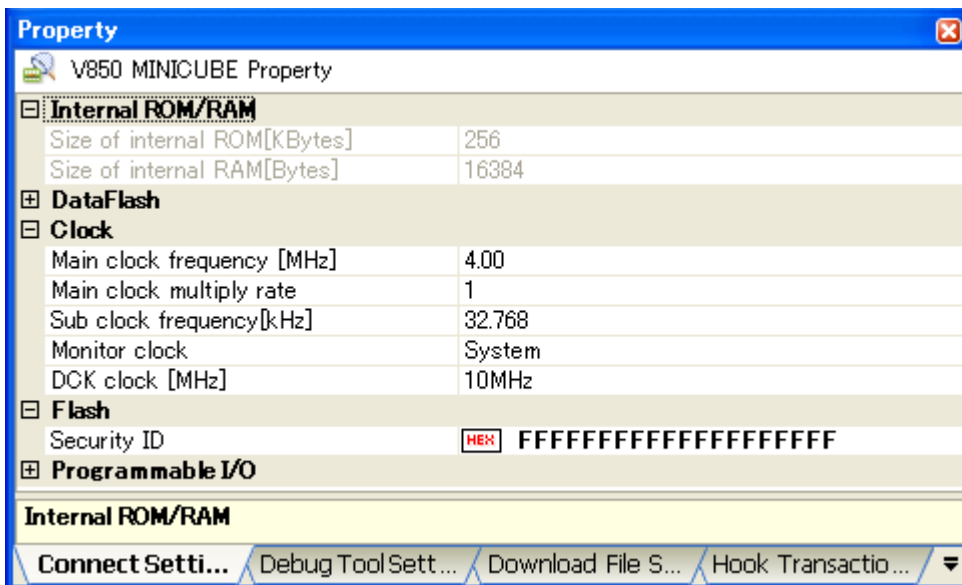 Property
V850 MINICUBE Property
Internal ROM/RAM
Size of internal ROM[KBytes] 256
Size of internal RAM[Bytes] 16384
DataFlash
Clock
Main clock frequency [MHz] 4.00
Main clock multiply rate 1
Sub clock frequency[kHz] 32.768
Monitor clock System
DCK clock [MHz] 10MHz
Flash
Security ID HEX FFFFFFFFFFFFFFFFFFFF
Programmable I/O
Internal ROM/RAM
Connect Setti... Debug Tool Sett... Download File S... Hook Transactio...